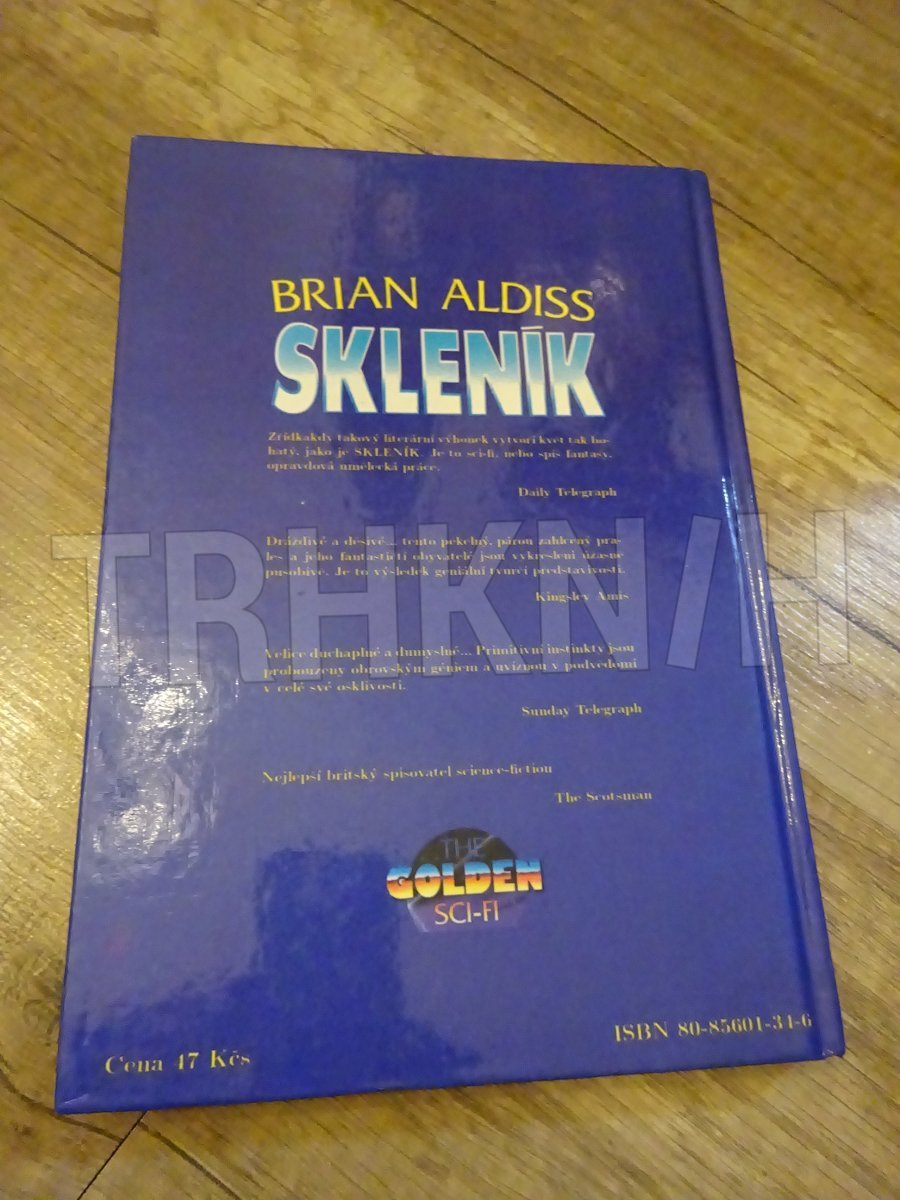 BRIAN ALDISS
SKLENÍK
Zřídkakdy takový literární výhonek vytvoří květ tak bo-
hatý, jako je SKLENÍK. Je to sci-fi, nebo spíš fantasy,
opravdová umělecká práce.
Daily Telegraph
Dráždivé a děsivé... tento pekelný, párou zahlcený pra-
les a jeho fantastičtí obyvatelé jsou vykresleni úžasně
působivě. Je to výsledek geniální tvůrčí představivosti.
Kingsley Amis
Velice duchaplné a důmyslné... Primitivní instinkty jsou
probouzeny obrovským géniem a uvíznou v podvědomí
v celé své ošklivosti.
Sunday Telegraph
Nejlepší britský spisovatel science-fiction
The Scotsman
THE
GOLDEN
SCI-FI
Cena 47 Kčs
ISBN 80-85601-34-6
TRHKN/H